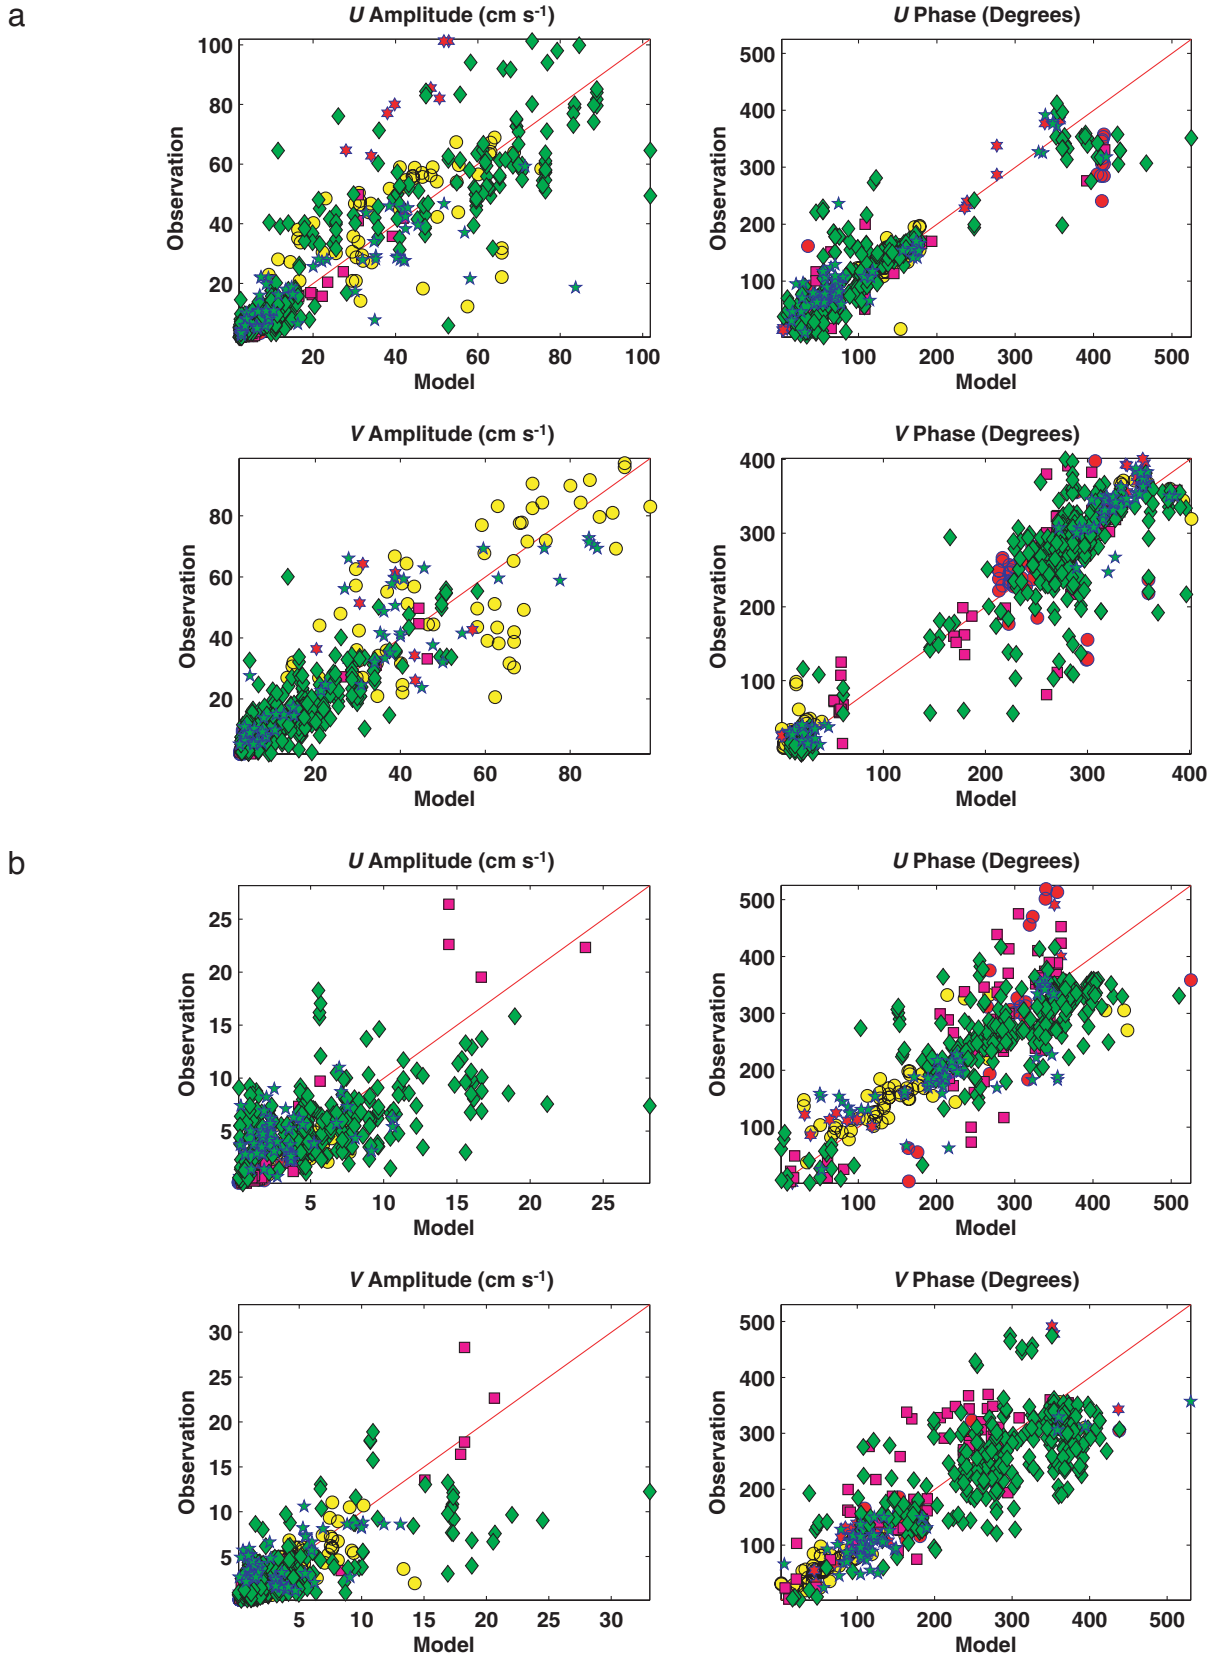 a
U Amplitude (cm s-1)
U Phase (Degrees)
100
80
60
40
20
Observation
20 40 60 80 100
Model
500
400
300
200
100
Observation
100 200 300 400 500
Model
V Amplitude (cm s-1)
V Phase (Degrees)
80
60
40
20
Observation
20 40 60 80
Model
400
300
200
100
Observation
100 200 300 400
Model
b
U Amplitude (cm s-1)
U Phase (Degrees)
25
20
15
10
5
Observation
5 10 15 20 25
Model
500
400
300
200
100
Observation
100 200 300 400 500
Model
V Amplitude (cm s-1)
V Phase (Degrees)
30
25
20
15
10
5
Observation
5 10 15 20 25 30
Model
500
400
300
200
100
Observation
100 200 300 400 500
Model